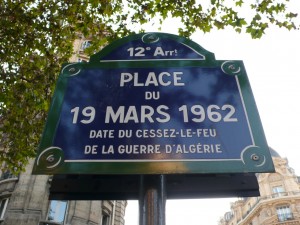 12e Arrt
PLACE
DU
19 MARS 1962
DATE DU CESSEZ-LE-FEU
DE LA GUERRE D'ALGÉRIE